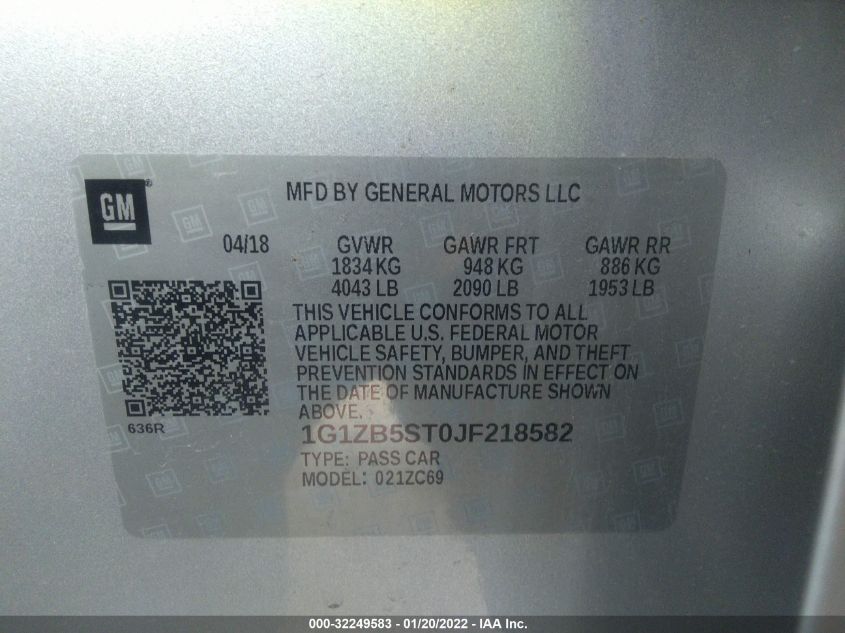 GM®
MFD BY GENERAL MOTORS LLC
04/18 GVWR GAWR FRT GAWR RR
1834 KG 948 KG 886 KG
4043 LB 2090 LB 1953 LB
THIS VEHICLE CONFORMS TO ALL
APPLICABLE U.S. FEDERAL MOTOR
VEHICLE SAFETY, BUMPER, AND THEFT
PREVENTION STANDARDS IN EFFECT ON
THE DATE OF MANUFACTURE SHOWN
ABOVE.
636R
1G1ZB5ST0JF218582
TYPE: PASS CAR
MODEL: 021ZC69
000-32249583 - 01/20/2022 - IAA Inc.